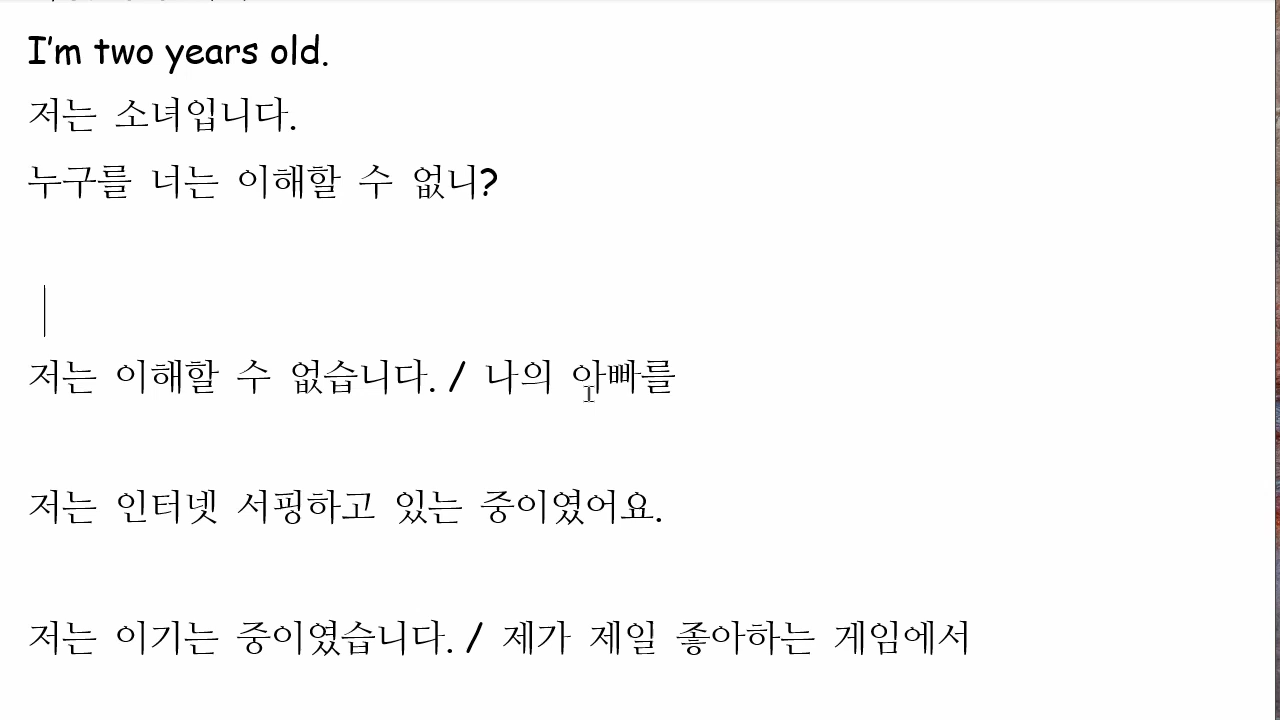 I'm two years old.
저는 소녀입니다.
누구를 너는 이해할 수 없니?
저는 이해할 수 없습니다. / 나의 아빠를
저는 인터넷 서핑하고 있는 중이였어요.
저는 이기는 중이였습니다. / 제가 제일 좋아하는 게임에서